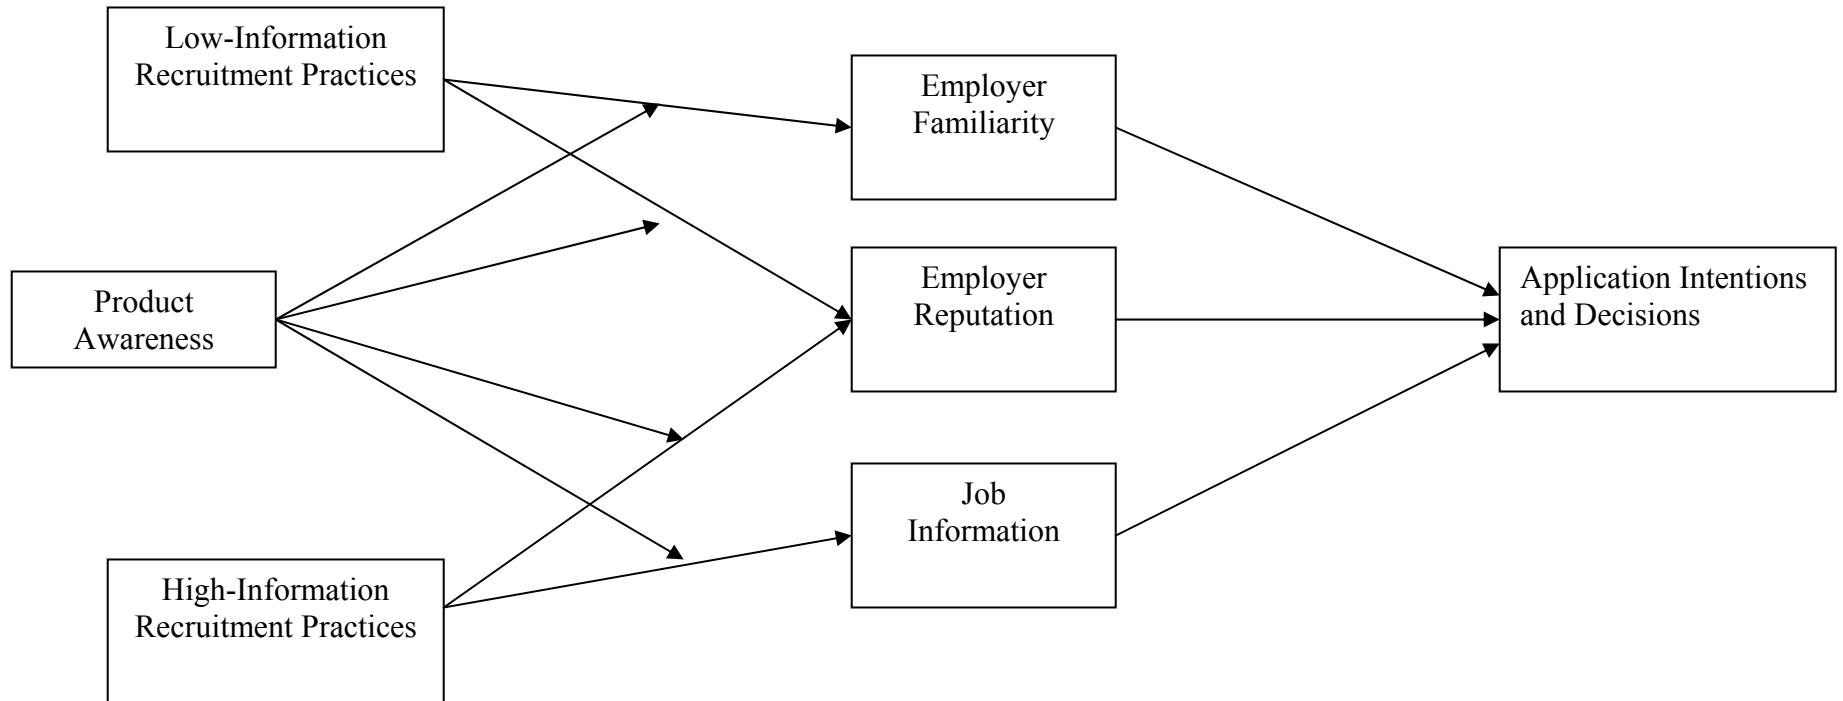 Low-Information
Recruitment Practices
Employer
Familiarity
Product
Awareness
Employer
Reputation
Application Intentions
and Decisions
Job
Information
High-Information
Recruitment Practices